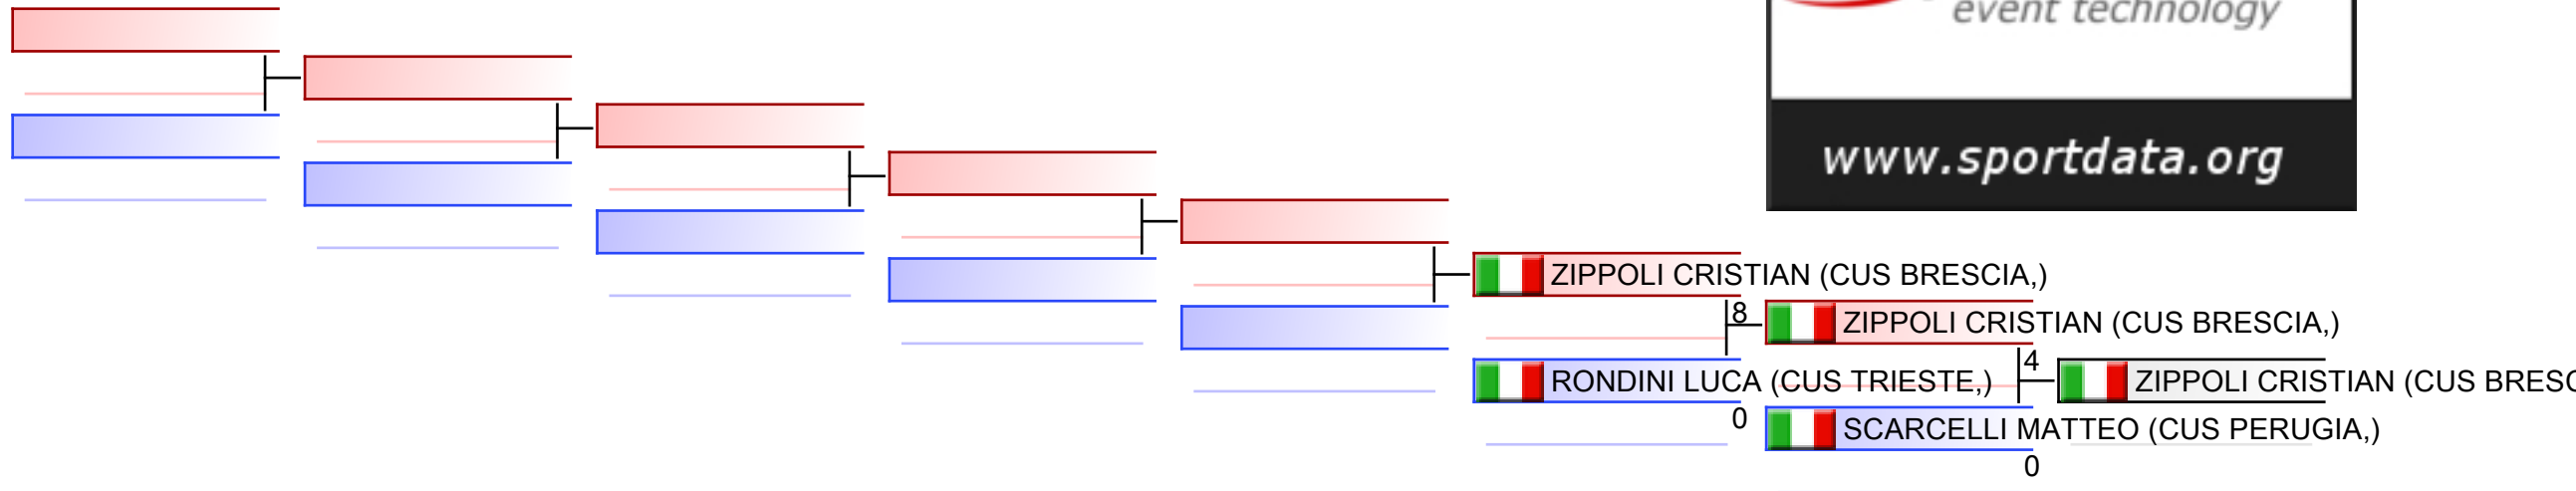 event technology
www.sportdata.org
ZIPPOLI CRISTIAN (CUS BRESCIA,)
8
ZIPPOLI CRISTIAN (CUS BRESCIA,)
4
RONDINI LUCA (CUS TRIESTE,)
ZIPPOLI CRISTIAN (CUS BRESC
0
SCARCELLI MATTEO (CUS PERUGIA,)
0